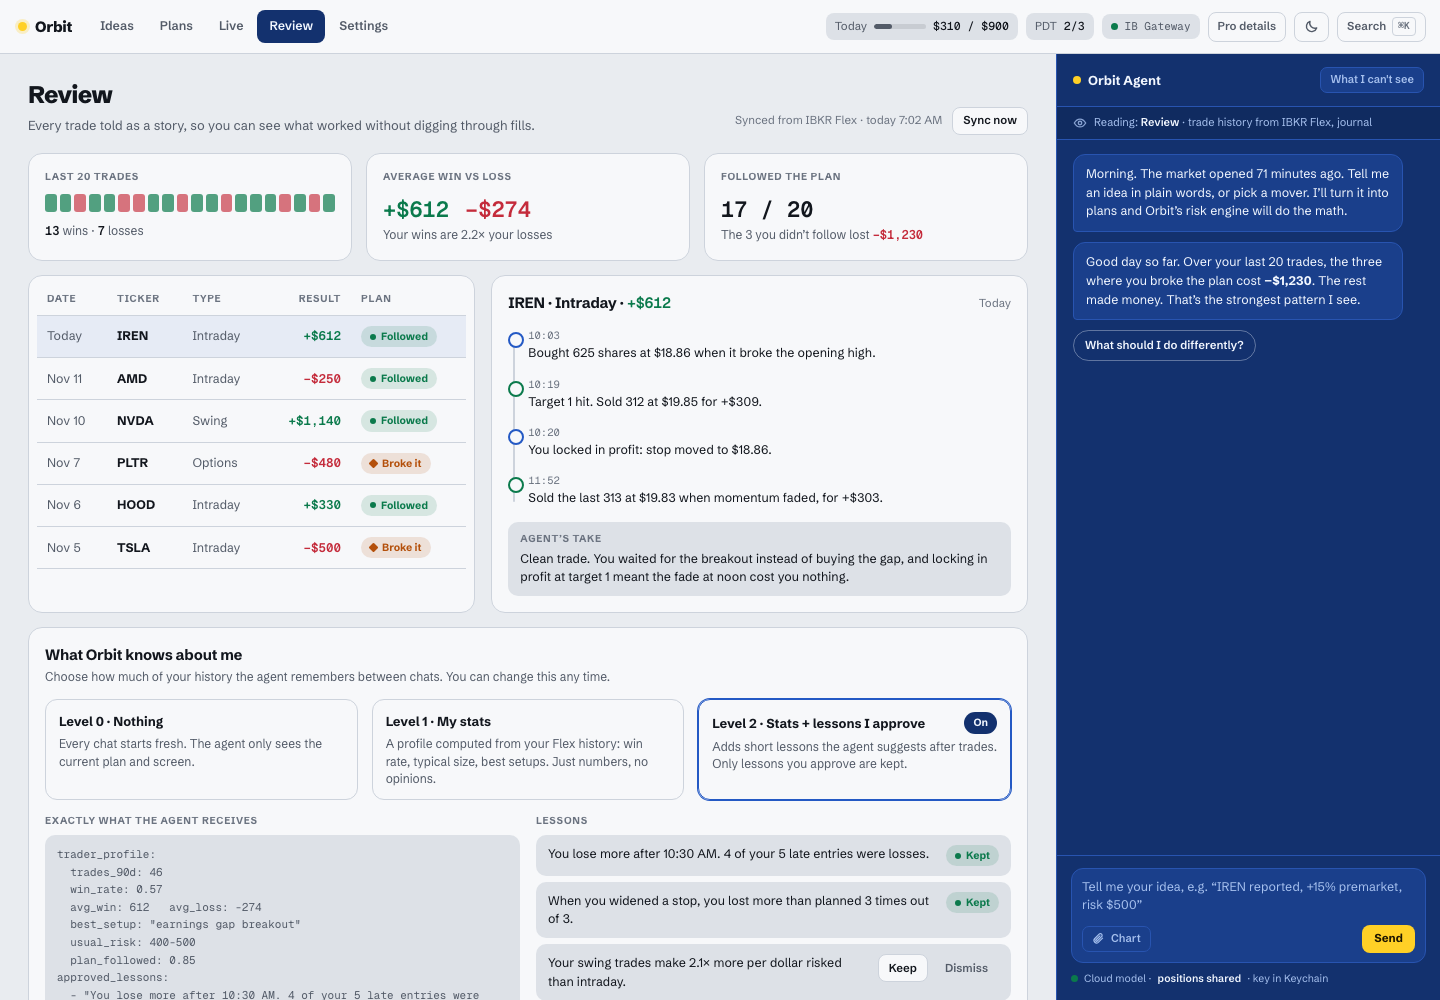 Orbit
Ideas
Plans
Live
Review
Settings
Today $310 / $900
PDT 2/3
IB Gateway
Pro details
Search ⌘K
Review
Every trade told as a story, so you can see what worked without digging through fills.
Synced from IBKR Flex · today 7:02 AM
Sync now
LAST 20 TRADES
13 wins · 7 losses
AVERAGE WIN VS LOSS
+$612 −$274
Your wins are 2.2× your losses
FOLLOWED THE PLAN
17 / 20
The 3 you didn’t follow lost −$1,230
DATE TICKER TYPE RESULT PLAN
Today IREN Intraday +$612 Followed
Nov 11 AMD Intraday −$250 Followed
Nov 10 NVDA Swing +$1,140 Followed
Nov 7 PLTR Options −$480 Broke it
Nov 6 HOOD Intraday +$330 Followed
Nov 5 TSLA Intraday −$500 Broke it
IREN · Intraday · +$612
Today
10:03
Bought 625 shares at $18.86 when it broke the opening high.
10:19
Target 1 hit. Sold 312 at $19.85 for +$309.
10:20
You locked in profit: stop moved to $18.86.
11:52
Sold the last 313 at $19.83 when momentum faded, for +$303.
AGENT’S TAKE
Clean trade. You waited for the breakout instead of buying the gap, and locking in
profit at target 1 meant the fade at noon cost you nothing.
What Orbit knows about me
Choose how much of your history the agent remembers between chats. You can change this any time.
Level 0 · Nothing
Every chat starts fresh. The agent only sees the
current plan and screen.
Level 1 · My stats
A profile computed from your Flex history: win
rate, typical size, best setups. Just numbers, no
opinions.
Level 2 · Stats + lessons I approve
On
Adds short lessons the agent suggests after trades.
Only lessons you approve are kept.
EXACTLY WHAT THE AGENT RECEIVES
trader_profile:
trades_90d: 46
win_rate: 0.57
avg_win: 612 avg_loss: -274
best_setup: "earnings gap breakout"
usual_risk: 400-500
plan_followed: 0.85
approved_lessons:
- "You lose more after 10:30 AM. 4 of your 5 late entries were
LESSONS
You lose more after 10:30 AM. 4 of your 5 late entries were losses.
Kept
When you widened a stop, you lost more than planned 3 times out
of 3.
Kept
Your swing trades make 2.1× more per dollar risked
than intraday.
Keep
Dismiss
Orbit Agent
What I can't see
Reading: Review · trade history from IBKR Flex, journal
Morning. The market opened 71 minutes ago. Tell me
an idea in plain words, or pick a mover. I’ll turn it into
plans and Orbit’s risk engine will do the math.
Good day so far. Over your last 20 trades, the three
where you broke the plan cost −$1,230. The rest
made money. That’s the strongest pattern I see.
What should I do differently?
Tell me your idea, e.g. “IREN reported, +15% premarket,
risk $500”
Chart
Send
Cloud model · positions shared · key in Keychain